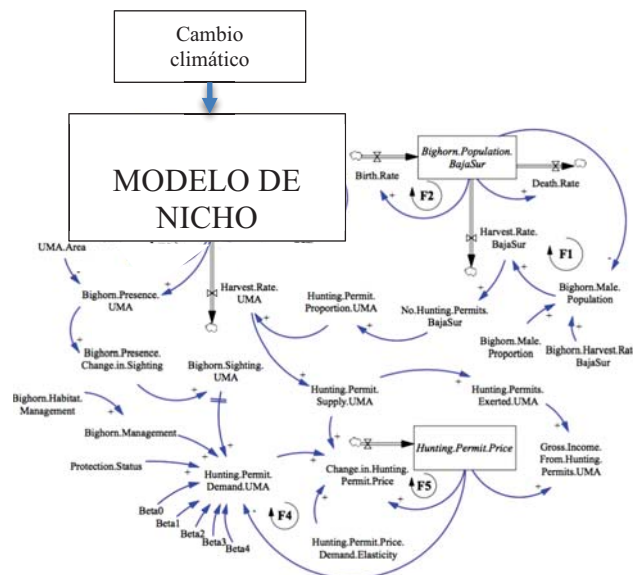 Cambio
climático
MODELO DE
NICHO
Bighorn.Population.
BajaSur
Birth.Rate
F2
Death.Rate
UMA.Area
Harvest.Rate.
BajaSur
F1
Bighorn.Presence.
UMA
Harvest.Rate.
UMA
Hunting.Permit.
Proportion.UMA
No.Hunting.Permits.
BajaSur
Bighorn.Male.
Population
Bighorn.Male.
Proportion
Bighorn.Harvest.Rat
BajaSur
Bighorn.Presence.
Change.in.Sighting
Bighorn.Sighting.
UMA
Bighorn.Habitat.
Management
Hunting.Permit.
Supply.UMA
Hunting.Permits.
Exerted.UMA
Bighorn.Management
Protection.Status
Hunting.Permit.
Demand.UMA
Change.in.Hunting.
Permit.Price
Hunting.Permit.Price
Gross.Income.
From.Hunting.
Permits.UMA
F5
F4
Beta0
Beta1
Beta2
Beta3
Beta4
Hunting.Permit.Price.
Demand.Elasticity